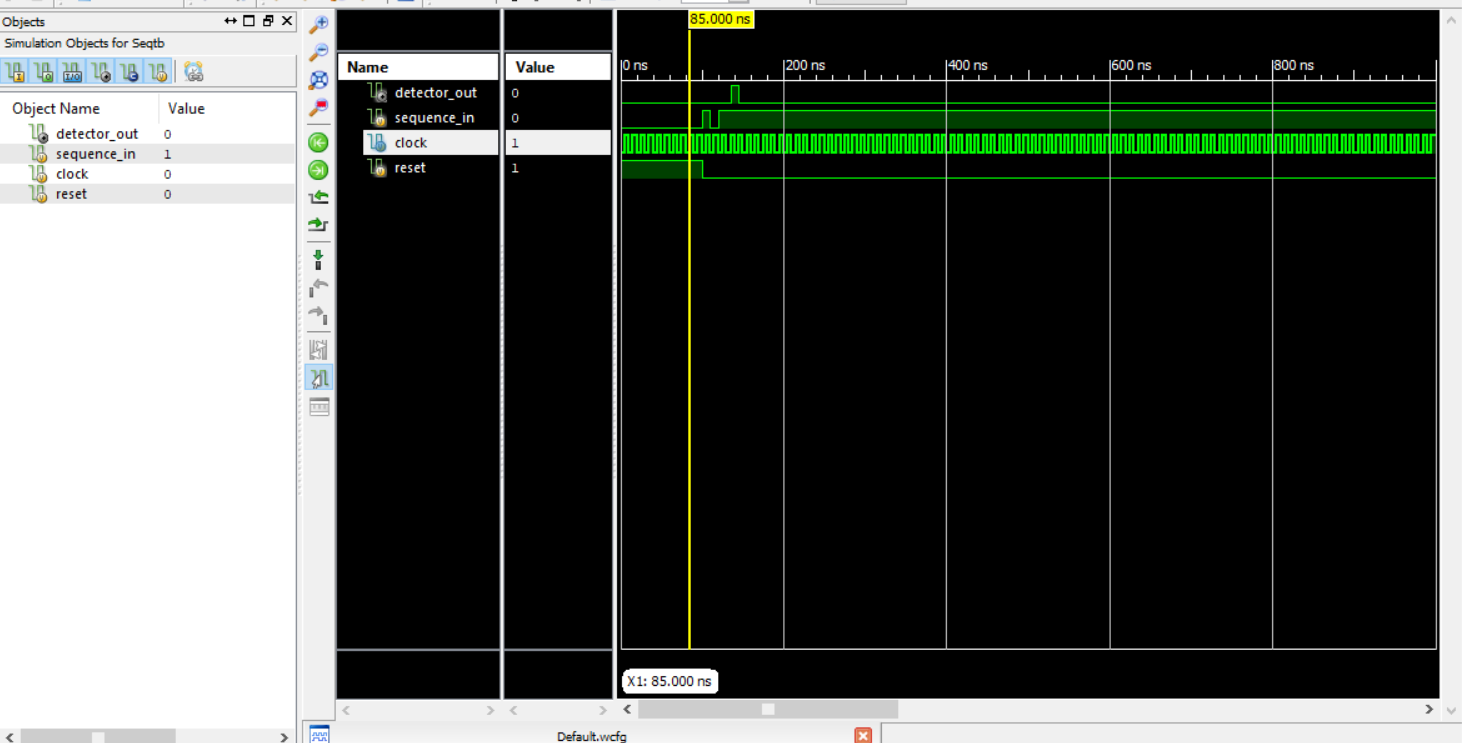 Objects
Simulation Objects for Seqtb
Object Name Value
detector_out 0
sequence_in 1
clock 0
reset 0
85.000 ns
Name Value
0 ns 200 ns 400 ns 600 ns 800 ns
detector_out 0
sequence_in 0
clock 1
reset 1
X1: 85.000 ns
Default.wcfg